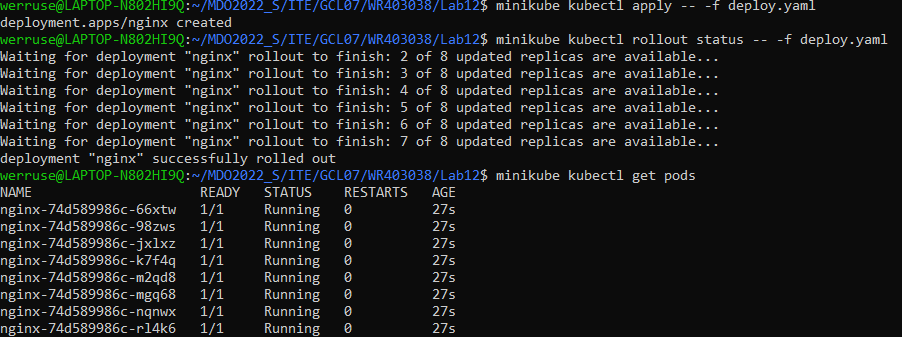 werruse@LAPTOP-N802HI9Q:~/MDO2022_S/ITE/GCL07/WR403038/Lab12$ minikube kubectl apply -- -f deploy.yaml
deployment.apps/nginx created
werruse@LAPTOP-N802HI9Q:~/MDO2022_S/ITE/GCL07/WR403038/Lab12$ minikube kubectl rollout status -- -f deploy.yaml
Waiting for deployment "nginx" rollout to finish: 2 of 8 updated replicas are available...
Waiting for deployment "nginx" rollout to finish: 3 of 8 updated replicas are available...
Waiting for deployment "nginx" rollout to finish: 4 of 8 updated replicas are available...
Waiting for deployment "nginx" rollout to finish: 5 of 8 updated replicas are available...
Waiting for deployment "nginx" rollout to finish: 6 of 8 updated replicas are available...
Waiting for deployment "nginx" rollout to finish: 7 of 8 updated replicas are available...
deployment "nginx" successfully rolled out
werruse@LAPTOP-N802HI9Q:~/MDO2022_S/ITE/GCL07/WR403038/Lab12$ minikube kubectl get pods
NAME READY STATUS RESTARTS AGE
nginx-74d589986c-66xtw 1/1 Running 0 27s
nginx-74d589986c-98zws 1/1 Running 0 27s
nginx-74d589986c-jxlxz 1/1 Running 0 27s
nginx-74d589986c-k7f4q 1/1 Running 0 27s
nginx-74d589986c-m2qd8 1/1 Running 0 27s
nginx-74d589986c-mgq68 1/1 Running 0 27s
nginx-74d589986c-nqnwx 1/1 Running 0 27s
nginx-74d589986c-rl4k6 1/1 Running 0 27s